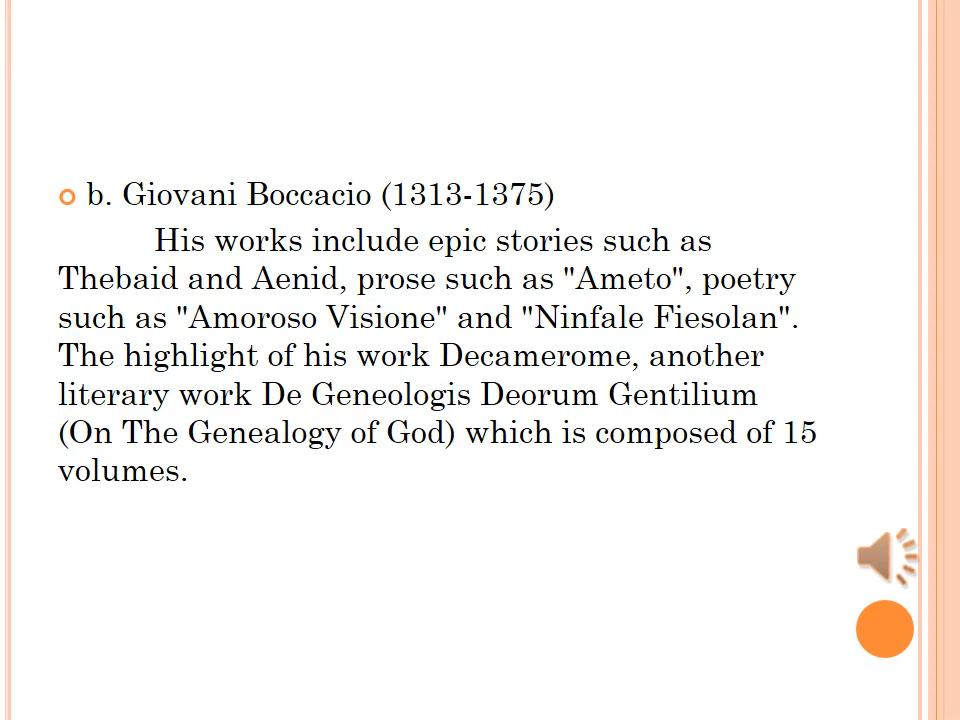 b. Giovani Boccacio (1313-1375)
His works include epic stories such as
Thebaid and Aenid, prose such as "Ameto", poetry
such as "Amoroso Visione" and "Ninfale Fiesolan".
The highlight of his work Decamerome, another
literary work De Geneologis Deorum Gentilium
(On The Genealogy of God) which is composed of 15
volumes.